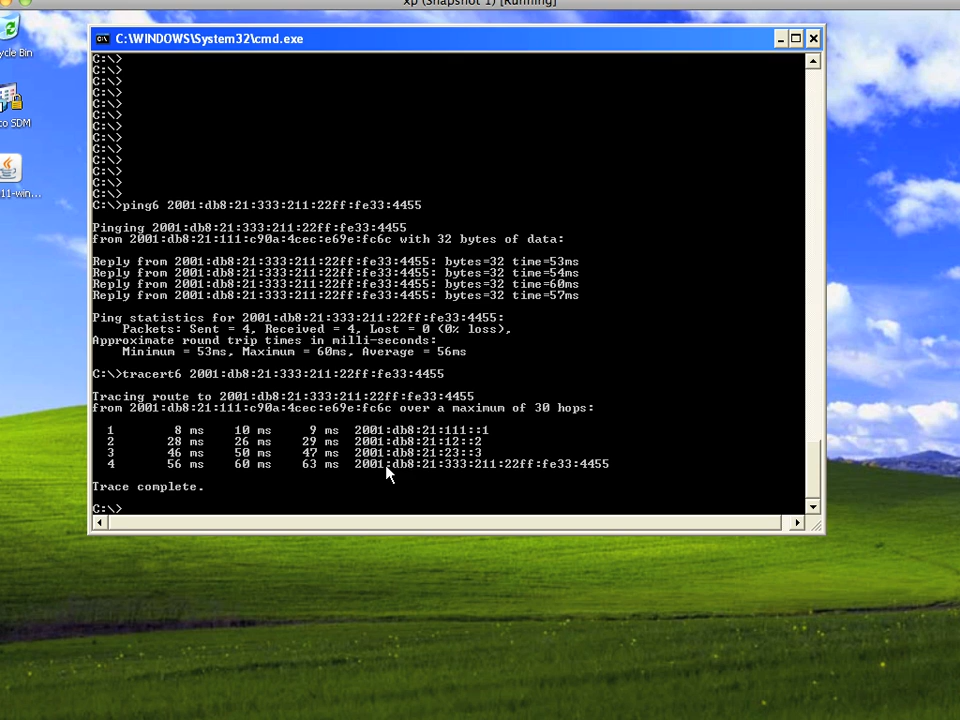 xp (Snapshot 1) [Running]
C:\WINDOWS\System32\cmd.exe
ycle Bin
to SDM
11-win...
C:\>
C:\>
C:\>
C:\>
C:\>
C:\>
C:\>
C:\>
C:\>
C:\>
C:\>
C:\>
C:\>
C:\>ping6 2001:db8:21:333:211:22ff:fe33:4455
Pinging 2001:db8:21:333:211:22ff:fe33:4455
from 2001:db8:21:111:c90a:4cec:e69e:fc6c with 32 bytes of data:
Reply from 2001:db8:21:333:211:22ff:fe33:4455: bytes=32 time=53ms
Reply from 2001:db8:21:333:211:22ff:fe33:4455: bytes=32 time=54ms
Reply from 2001:db8:21:333:211:22ff:fe33:4455: bytes=32 time=60ms
Reply from 2001:db8:21:333:211:22ff:fe33:4455: bytes=32 time=57ms
Ping statistics for 2001:db8:21:333:211:22ff:fe33:4455:
Packets: Sent = 4, Received = 4, Lost = 0 (0% loss),
Approximate round trip times in milli-seconds:
Minimum = 53ms, Maximum = 60ms, Average = 56ms
C:\>tracert6 2001:db8:21:333:211:22ff:fe33:4455
Tracing route to 2001:db8:21:333:211:22ff:fe33:4455
from 2001:db8:21:111:c90a:4cec:e69e:fc6c over a maximum of 30 hops:
1 8 ms 10 ms 9 ms 2001:db8:21:111::1
2 28 ms 26 ms 29 ms 2001:db8:21:12::2
3 46 ms 50 ms 47 ms 2001:db8:21:23::3
4 56 ms 60 ms 63 ms 2001:db8:21:333:211:22ff:fe33:4455
Trace complete.
C:\>